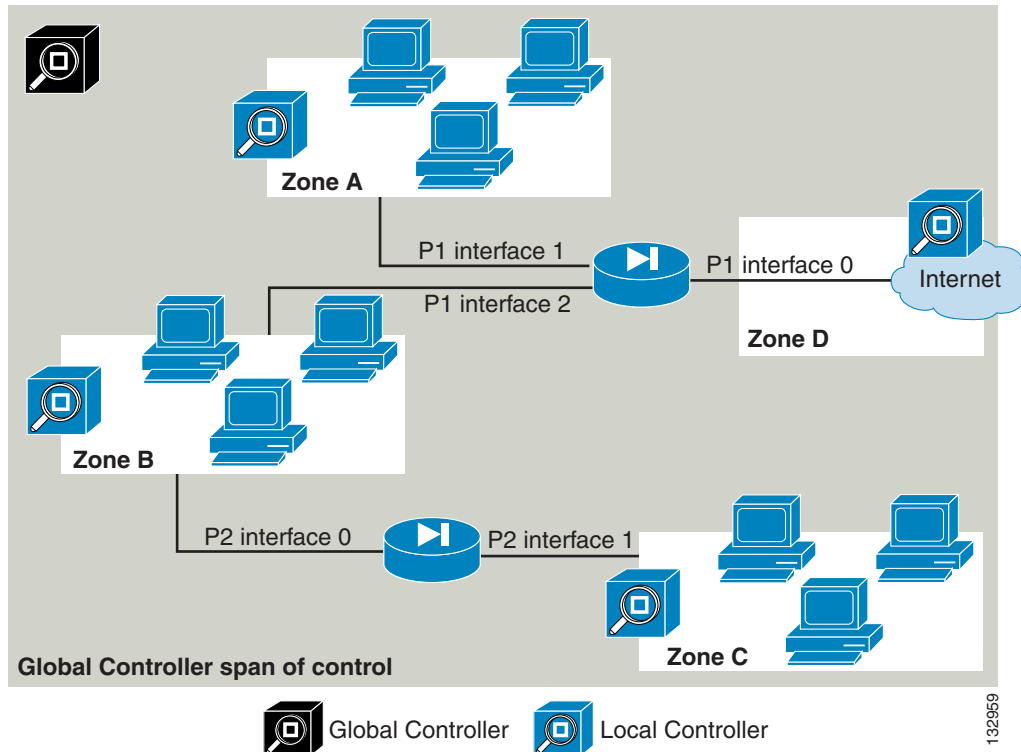 Zone A
P1 interface 1
P1 interface 0
Internet
P1 interface 2
Zone D
Zone B
P2 interface 0
P2 interface 1
Zone C
Global Controller span of control
132959
Global Controller
Local Controller